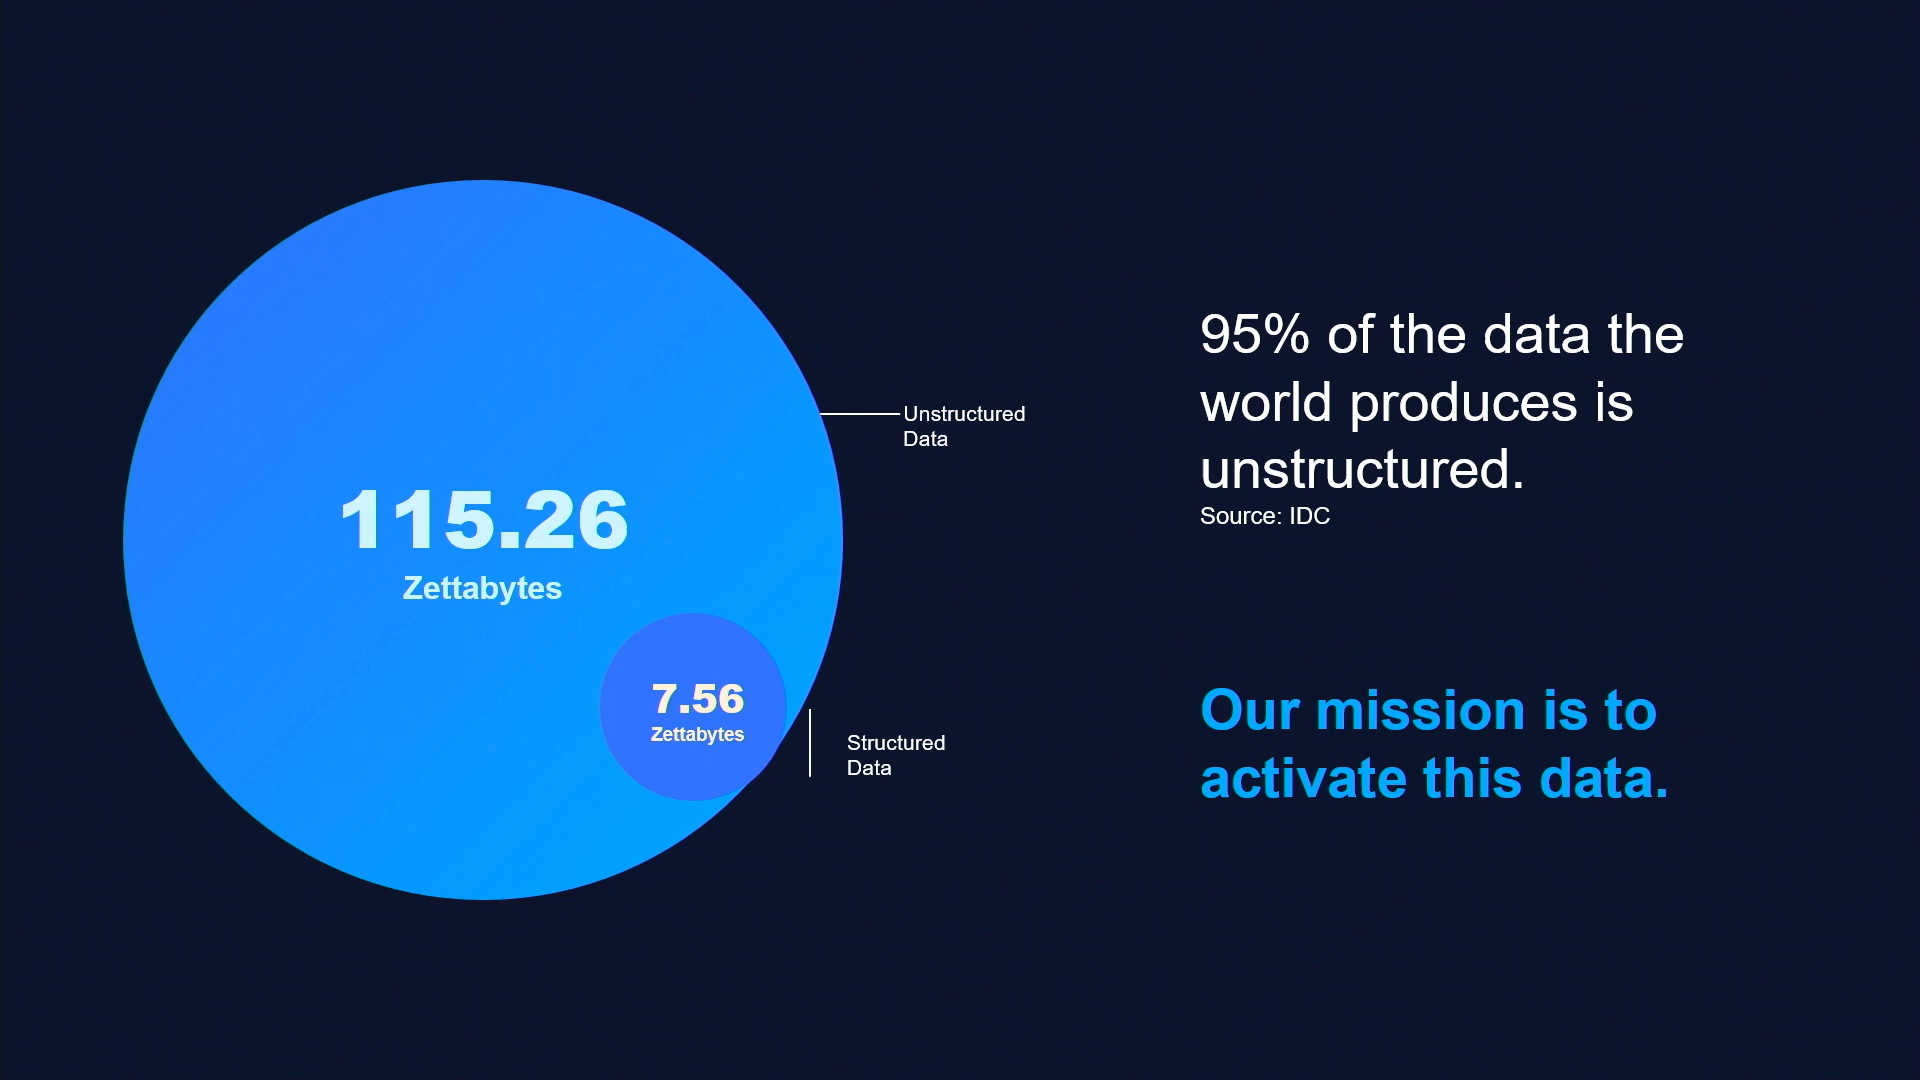 115.26
Zettabytes
Unstructured
Data
7.56
Zettabytes
Structured
Data
95% of the data the
world produces is
unstructured.
Source: IDC
Our mission is to
activate this data.